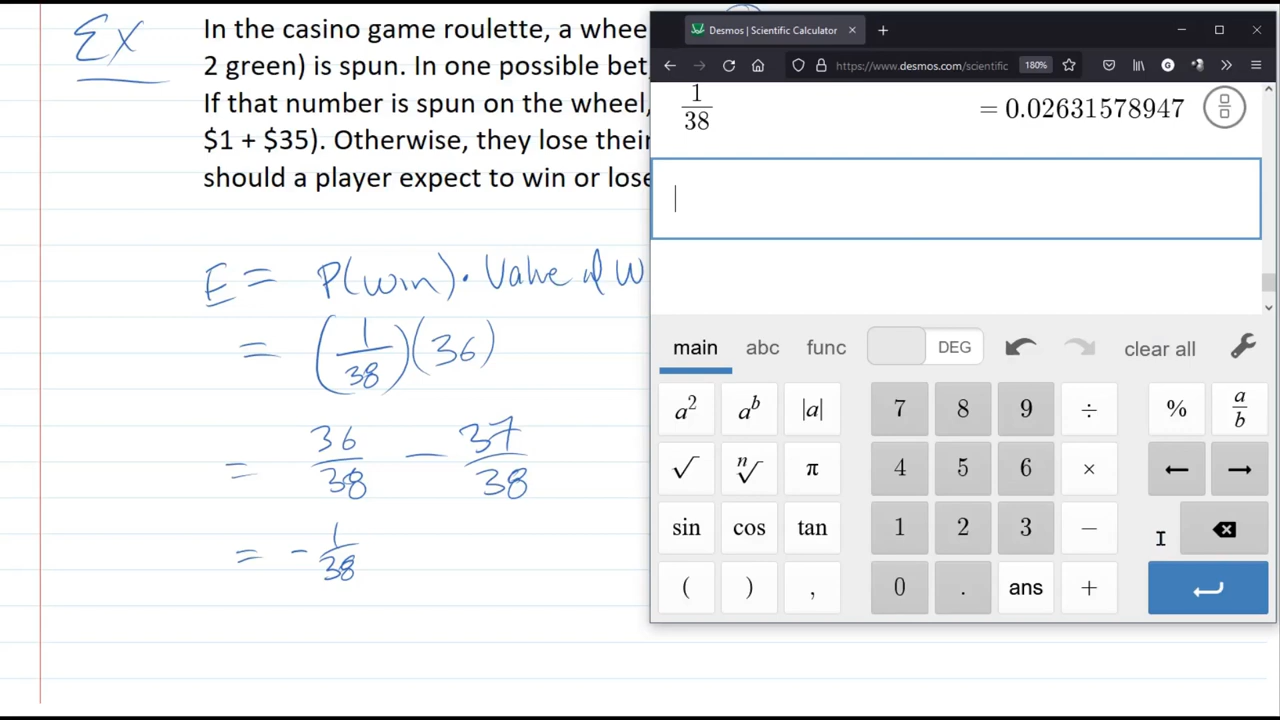 Ex
In the casino game roulette, a whee
2 green) is spun. In one possible bet,
If that number is spun on the wheel,
$1 + $35). Otherwise, they lose their
should a player expect to win or lose
E = P(win) · Value of W
= (1/38)(36)
= 36/38 - 37/38
= - 1/38
Desmos | Scientific Calculator
https://www.desmos.com/scientific
180%
1/38 = 0.02631578947
main abc func DEG clear all
a² aᵇ |a| 7 8 9 ÷ % a/b
√ ⁿ√ π 4 5 6 × ← →
sin cos tan 1 2 3 −
( ) , 0 . ans +